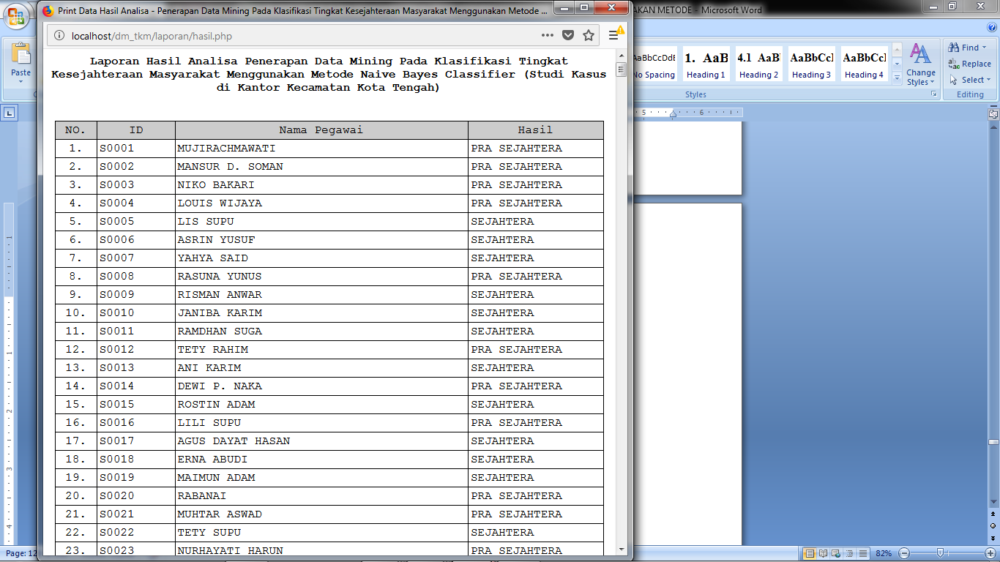 Print Data Hasil Analisa - Penerapan Data Mining Pada Klasifikasi Tingkat Kesejahteraan Masyarakat Menggunakan Metode ...
AKAN METODE - Microsoft Word
localhost/dm_tkm/laporan/hasil.php
Laporan Hasil Analisa Penerapan Data Mining Pada Klasifikasi Tingkat
Kesejahteraan Masyarakat Menggunakan Metode Naive Bayes Classifier (Studi Kasus
di Kantor Kecamatan Kota Tengah)
NO. ID Nama Pegawai Hasil
1. S0001 MUJIRACHMAWATI PRA SEJAHTERA
2. S0002 MANSUR D. SOMAN PRA SEJAHTERA
3. S0003 NIKO BAKARI PRA SEJAHTERA
4. S0004 LOUIS WIJAYA PRA SEJAHTERA
5. S0005 LIS SUPU SEJAHTERA
6. S0006 ASRIN YUSUF SEJAHTERA
7. S0007 YAHYA SAID SEJAHTERA
8. S0008 RASUNA YUNUS PRA SEJAHTERA
9. S0009 RISMAN ANWAR SEJAHTERA
10. S0010 JANIBA KARIM SEJAHTERA
11. S0011 RAMDHAN SUGA SEJAHTERA
12. S0012 TETY RAHIM PRA SEJAHTERA
13. S0013 ANI KARIM SEJAHTERA
14. S0014 DEWI P. NAKA PRA SEJAHTERA
15. S0015 ROSTIN ADAM SEJAHTERA
16. S0016 LILI SUPU PRA SEJAHTERA
17. S0017 AGUS DAYAT HASAN SEJAHTERA
18. S0018 ERNA ABUDI SEJAHTERA
19. S0019 MAIMUN ADAM SEJAHTERA
20. S0020 RABANAI PRA SEJAHTERA
21. S0021 MUHTAR ASWAD PRA SEJAHTERA
22. S0022 TETY SUPU SEJAHTERA
23. S0023 NURHAYATI HARUN PRA SEJAHTERA
Paste
AaBbCcDdE 1. AaB 4.1 AaB AaBbCcI AaBbCcI
No Spacing Heading 1 Heading 2 Heading 3 Heading 4
Change
Styles
Styles
Find
Replace
Select
Editing
5 6
1
1
2
3
4
Page: 12
82%